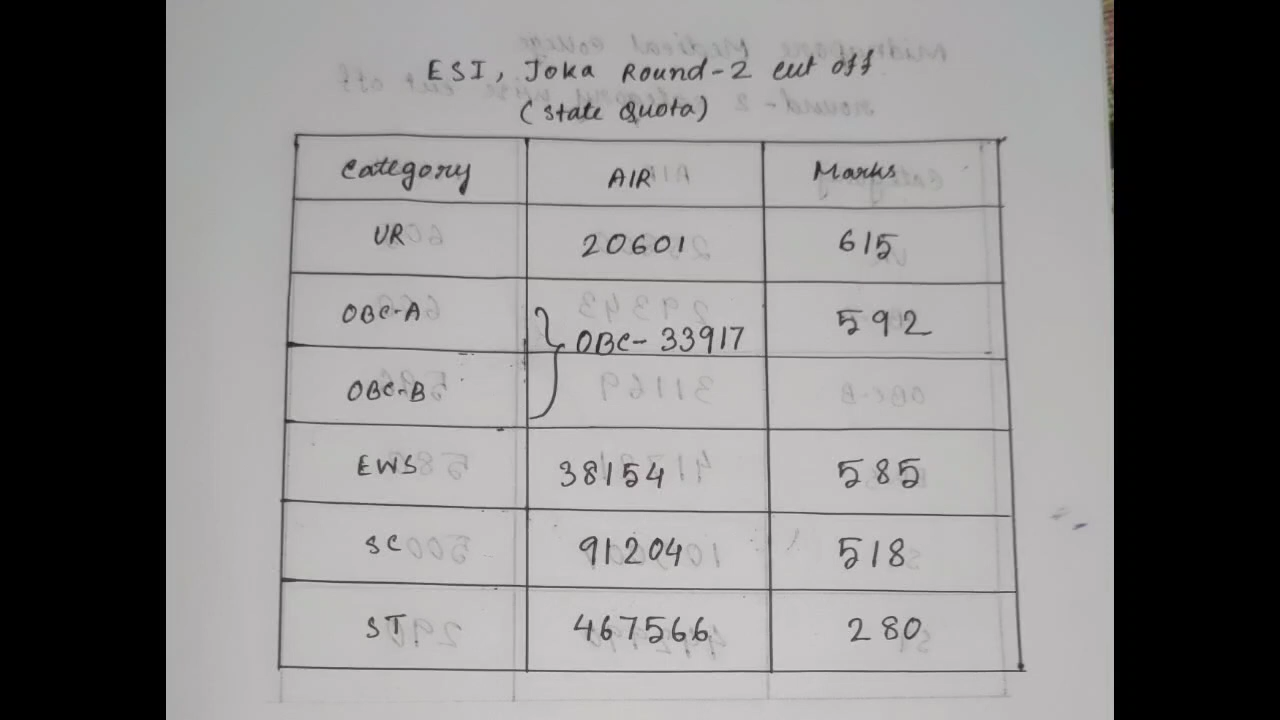 ESI, Joka Round-2 cut off
(State Quota)
Category AIR Marks
UR 20601 615
OBC-A 592
OBC- 33917
OBC-B
EWS 38154 585
SC 91204 518
ST 467566 280